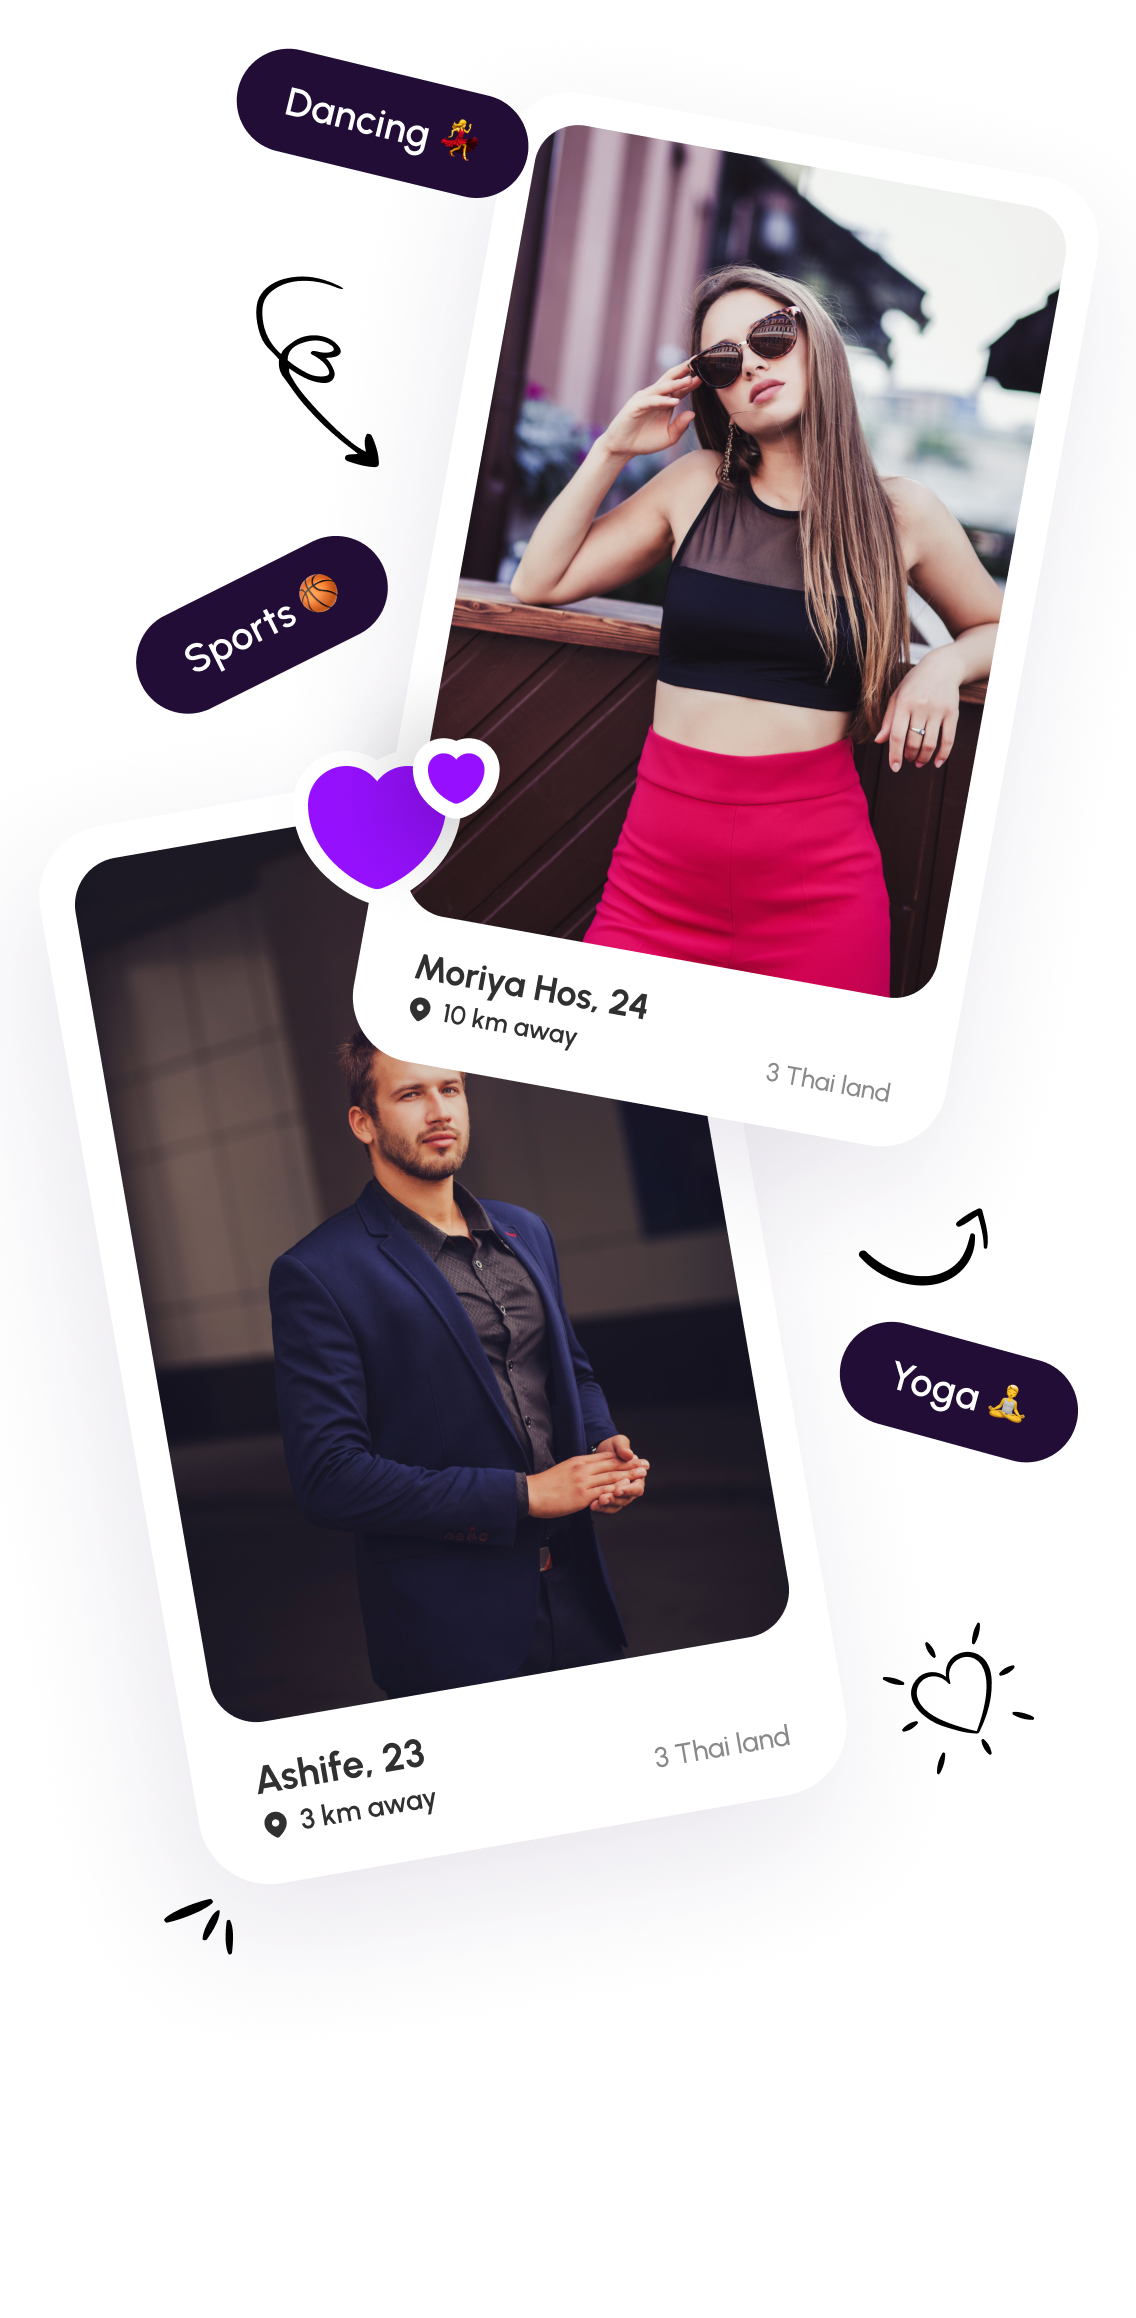 Dancing 💃
Sports 🏀
Moriya Hos, 24
10 km away
3 Thai land
Yoga 🧘
Ashife, 23
3 Thai land
3 km away